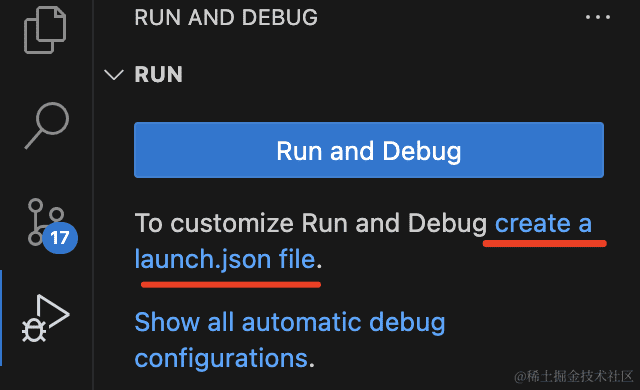 RUN AND DEBUG
RUN
Run and Debug
To customize Run and Debug create a
launch.json file.
17
Show all automatic debug
configurations.
@稀土掘金技术社区